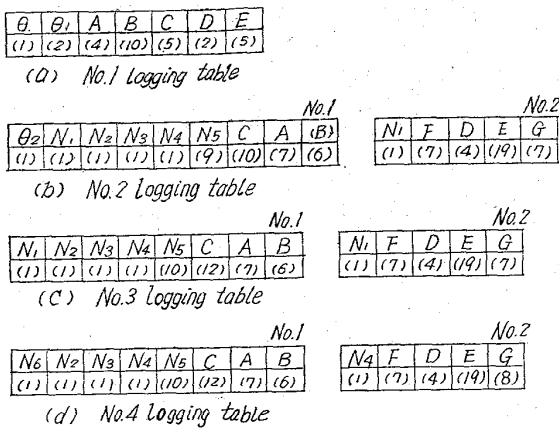 θ. θ1 A B C D E
(1) (2) (4) (10) (5) (2) (5)
(a) No.1 logging table
No.1 No.2
θ2 N1 N2 N3 N4 N5 C A (B) N1 F D E G
(1) (1) (1) (1) (1) (9) (10) (7) (6) (1) (7) (4) (19) (7)
(b) No.2 logging table
No.1 No.2
N1 N2 N3 N4 N5 C A B N1 F D E G
(1) (1) (1) (1) (10) (12) (7) (6) (1) (7) (4) (19) (7)
(C) No.3 logging table
No.1 No.2
N6 N2 N3 N4 N5 C A B N4 F D E G
(1) (1) (1) (1) (10) (12) (7) (6) (1) (7) (4) (19) (8)
(d) No.4 logging table